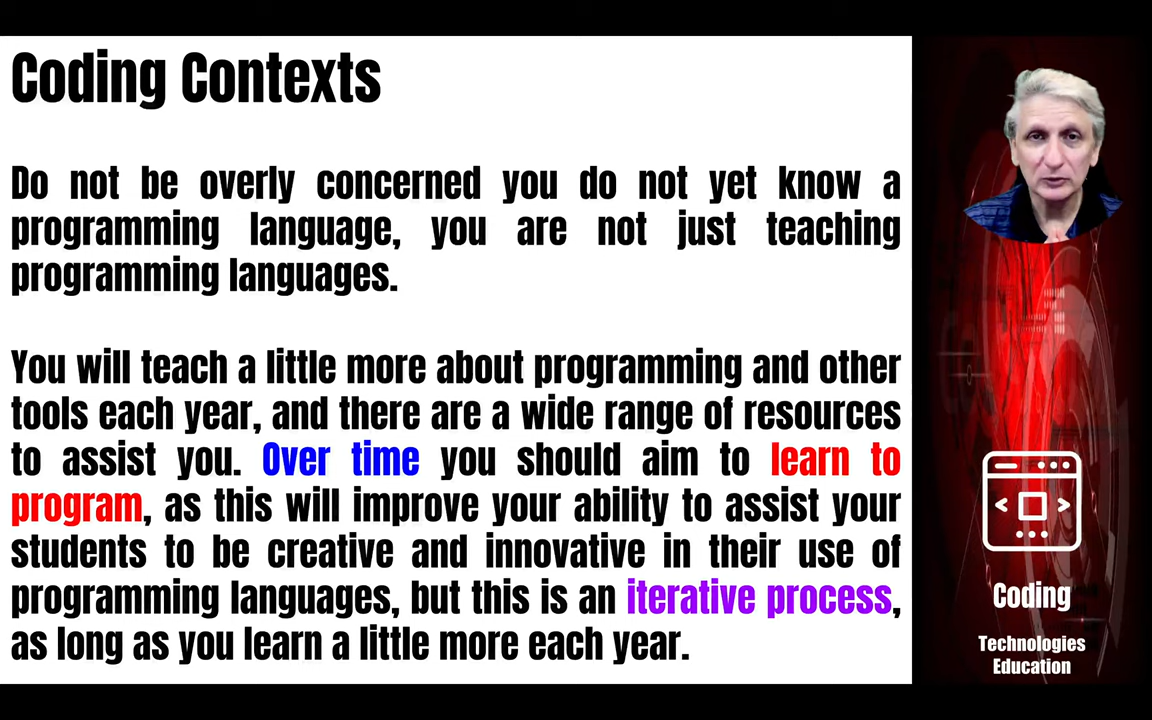 Coding Contexts
Do not be overly concerned you do not yet know a
programming language, you are not just teaching
programming languages.
You will teach a little more about programming and other
tools each year, and there are a wide range of resources
to assist you. Over time you should aim to learn to
program, as this will improve your ability to assist your
students to be creative and innovative in their use of
programming languages, but this is an iterative process,
as long as you learn a little more each year.
Coding
Technologies
Education